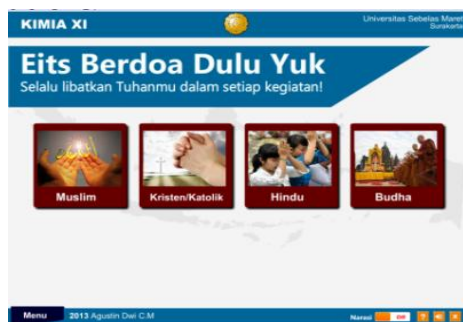 KIMIA XI
Universitas Sebelas Maret
Surakarta
Eits Berdoa Dulu Yuk
Selalu libatkan Tuhanmu dalam setiap kegiatan!
Muslim
Kristen/Katolik
Hindu
Budha
Menu
2013 Agustin Dwi C.M
Narasi
Off
?